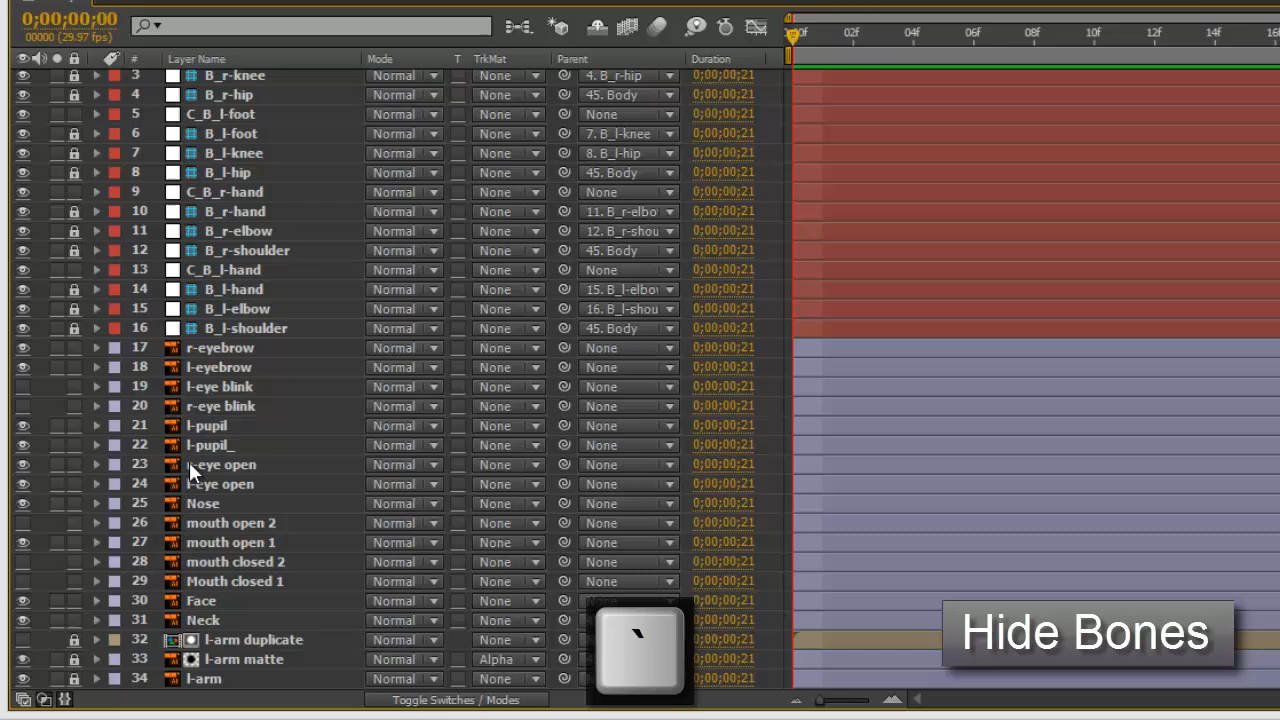 0;00;00;00
00000 (29.97 fps)
# Layer Name Mode T TrkMat Parent Duration
02F 04F 06F 08F 10F 12F 14F 16F
3 B_r-knee Normal None 4. B_r-hip 0;00;00;21
4 B_r-hip Normal None 45. Body 0;00;00;21
5 C_B_l-foot Normal None None 0;00;00;21
6 B_l-foot Normal None 7. B_l-knee 0;00;00;21
7 B_l-knee Normal None 8. B_l-hip 0;00;00;21
8 B_l-hip Normal None 45. Body 0;00;00;21
9 C_B_r-hand Normal None None 0;00;00;21
10 B_r-hand Normal None 11. B_r-elbo 0;00;00;21
11 B_r-elbow Normal None 12. B_r-shou 0;00;00;21
12 B_r-shoulder Normal None 45. Body 0;00;00;21
13 C_B_l-hand Normal None None 0;00;00;21
14 B_l-hand Normal None 15. B_l-elbo 0;00;00;21
15 B_l-elbow Normal None 16. B_l-shou 0;00;00;21
16 B_l-shoulder Normal None 45. Body 0;00;00;21
17 r-eyebrow Normal None None 0;00;00;21
18 l-eyebrow Normal None None 0;00;00;21
19 l-eye blink Normal None None 0;00;00;21
20 r-eye blink Normal None None 0;00;00;21
21 l-pupil Normal None None 0;00;00;21
22 l-pupil_ Normal None None 0;00;00;21
23 eye open Normal None None 0;00;00;21
24 eye open Normal None None 0;00;00;21
25 Nose Normal None None 0;00;00;21
26 mouth open 2 Normal None None 0;00;00;21
27 mouth open 1 Normal None None 0;00;00;21
28 mouth closed 2 Normal None None 0;00;00;21
29 Mouth closed 1 Normal None None 0;00;00;21
30 Face Normal None 0;00;00;21
31 Normal None 0;00;00;21
32 l-arm duplicate Normal None 0;00;00;21
33 l-arm matte Normal Alpha 0;00;00;21
34 l-arm Normal None 0;00;00;21
`
Hide Bones
Toggle Switches / Modes